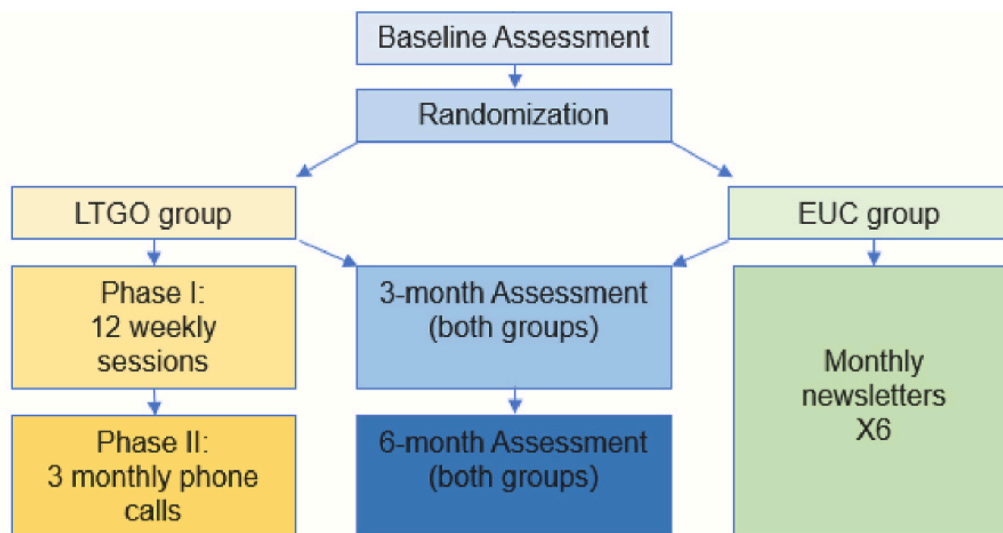 Baseline Assessment
Randomization
LTGO group
EUC group
Phase I:
12 weekly
sessions
3-month Assessment
(both groups)
Monthly
newsletters
X6
Phase II:
3 monthly phone
calls
6-month Assessment
(both groups)